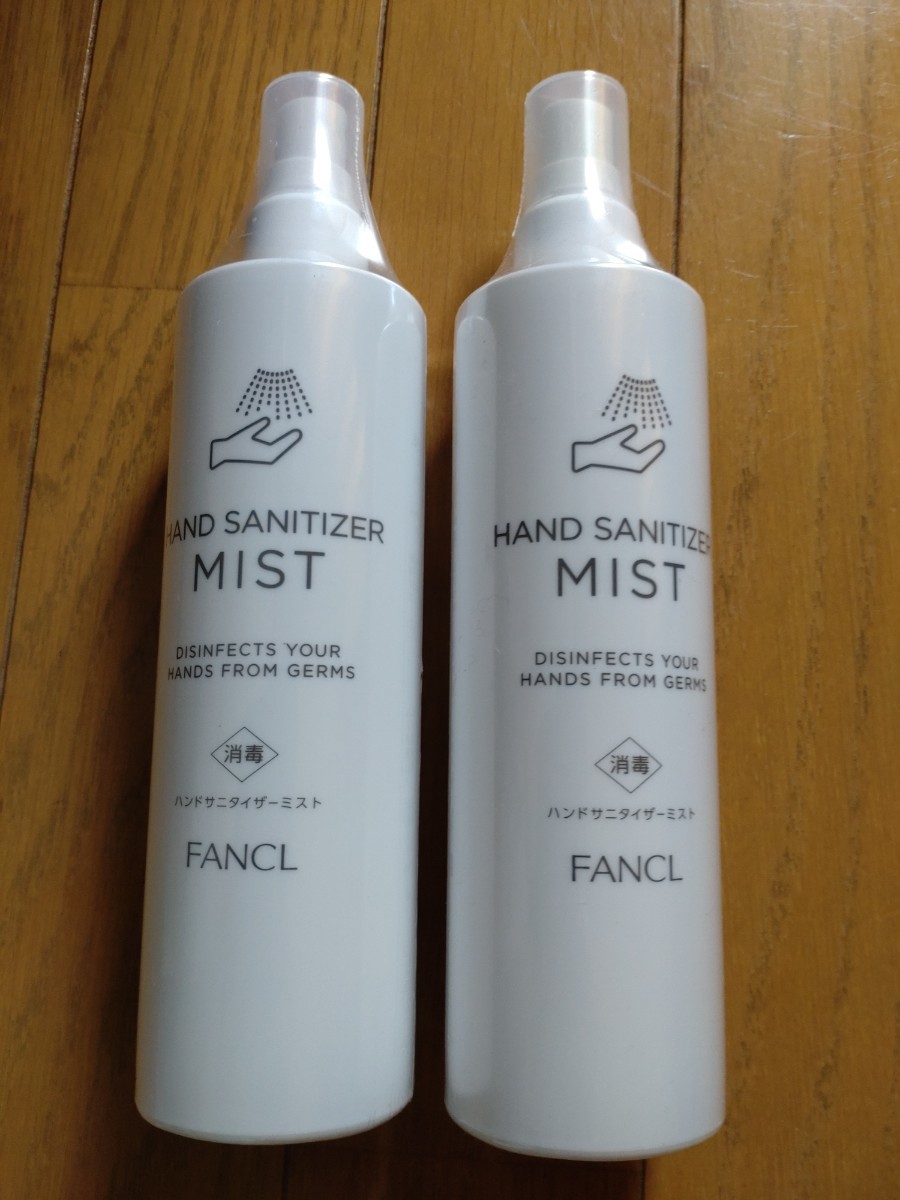 HAND SANITIZER
MIST
DISINFECTS YOUR
HANDS FROM GERMS
消毒
ハンドサニタイザーミスト
FANCL
HAND SANITIZER
MIST
DISINFECTS YOUR
HANDS FROM GERMS
消毒
ハンドサニタイザーミスト
FANCL